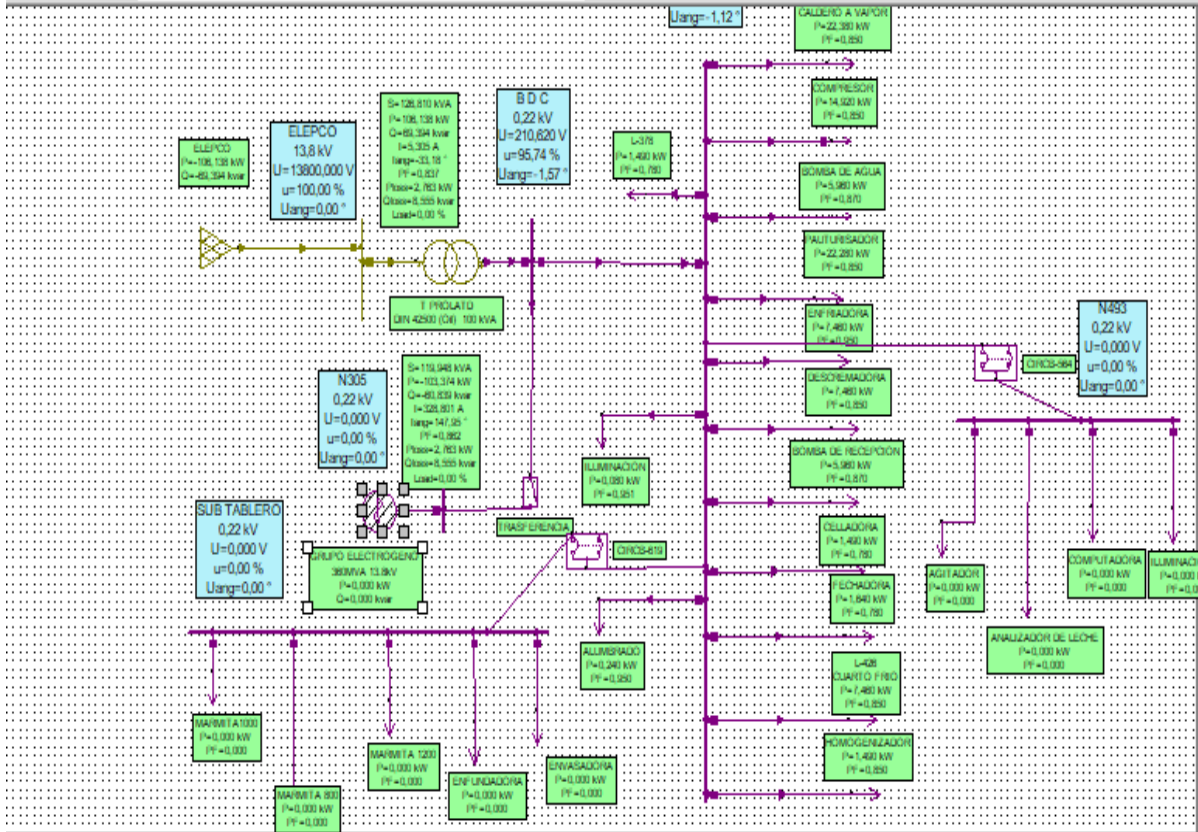 Uang=-1,12 °
CALDERO A VAPOR
P=22,380 kW
PF=0,850
COMPRESOR
P=14,920 kW
PF=0,850
ELEPCO
P=-106,138 kW
Q=-69,394 kvar
ELEPCO
13,8 kV
U=13800,000 V
u=100,00 %
Uang=0,00 °
S=126,810 kVA
P=106,138 kW
Q=69,394 kvar
I=5,305 A
Iang=-33,18 °
PF=0,837
Ploss=2,763 kW
Qloss=8,555 kvar
Load=0,00 %
B D C
0,22 kV
U=210,620 V
u=95,74 %
Uang=-1,57 °
L-378
P=1,490 kW
PF=0,780
BOMBA DE AGUA
P=5,960 kW
PF=0,870
PAUTURISADOR
P=22,280 kW
PF=0,850
T PROLATO
DIN 42500 (Oil) 100 kVA
ENFRIADORA
P=7,460 kW
PF=0,950
N493
0,22 kV
U=0,000 V
u=0,00 %
Uang=0,00 °
CIRCB-564
N305
0,22 kV
U=0,000 V
u=0,00 %
Uang=0,00 °
S=119,948 kVA
P=-103,374 kW
Q=-60,839 kvar
I=328,801 A
Iang=147,95 °
PF=0,862
Ploss=2,763 kW
Qloss=8,555 kvar
Load=0,00 %
DESCREMADORA
P=7,460 kW
PF=0,850
ILUMINACIÓN
P=0,080 kW
PF=0,951
BOMBA DE RECEPCIÓN
P=5,960 kW
PF=0,870
SUB TABLERO
0,22 kV
U=0,000 V
u=0,00 %
Uang=0,00 °
TRASFERENCIA
CIRCB-619
CELLADORA
P=1,490 kW
PF=0,780
GRUPO ELECTROGENO
360MVA 13.8kV
P=0,000 kW
Q=0,000 kvar
FECHADORA
P=1,640 kW
PF=0,780
AGITADOR
P=0,000 kW
PF=0,000
COMPUTADORA
P=0,000 kW
PF=0,000
P=0,000
ANALIZADOR DE LECHE
P=0,000 kW
PF=0,000
ALUMBRADO
P=0,240 kW
PF=0,950
L-426
CUARTO FRIO
P=7,460 kW
PF=0,850
MARMITA1000
P=0,000 kW
PF=0,000
MARMITA 1200
P=0,000 kW
PF=0,000
ENFUNDADORA
P=0,000 kW
PF=0,000
ENVASADORA
P=0,000 kW
PF=0,000
MARMITA 800
P=0,000 kW
PF=0,000
HOMOGENIZADOR
P=1,490 kW
PF=0,850